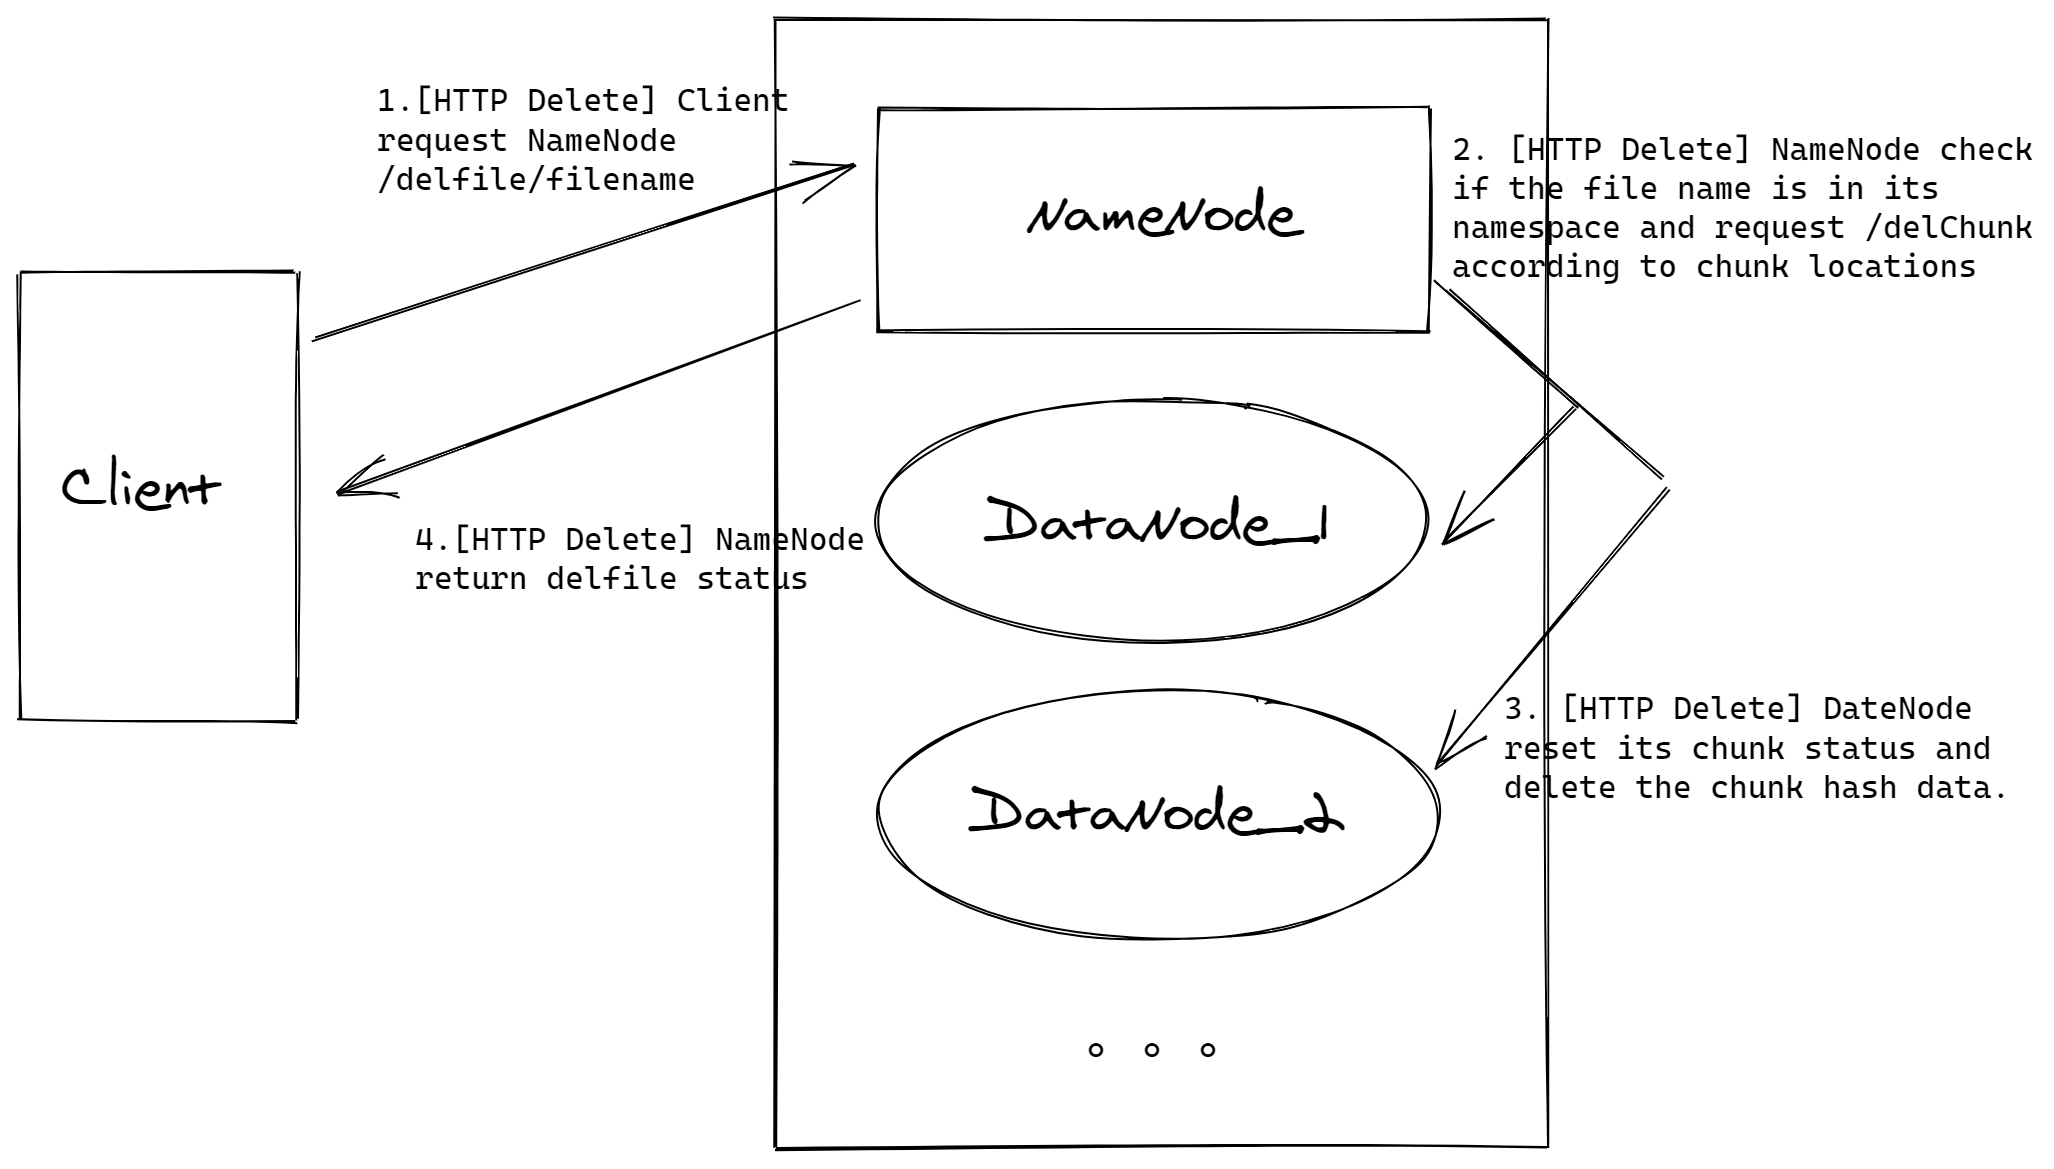 1.[HTTP Delete] Client
request NameNode
/delfile/filename
NameNode
2. [HTTP Delete] NameNode check
if the file name is in its
namespace and request /delChunk
according to chunk locations
Client
DataNode_1
4.[HTTP Delete] NameNode
return delfile status
3. [HTTP Delete] DateNode
reset its chunk status and
delete the chunk hash data.
DataNode_2